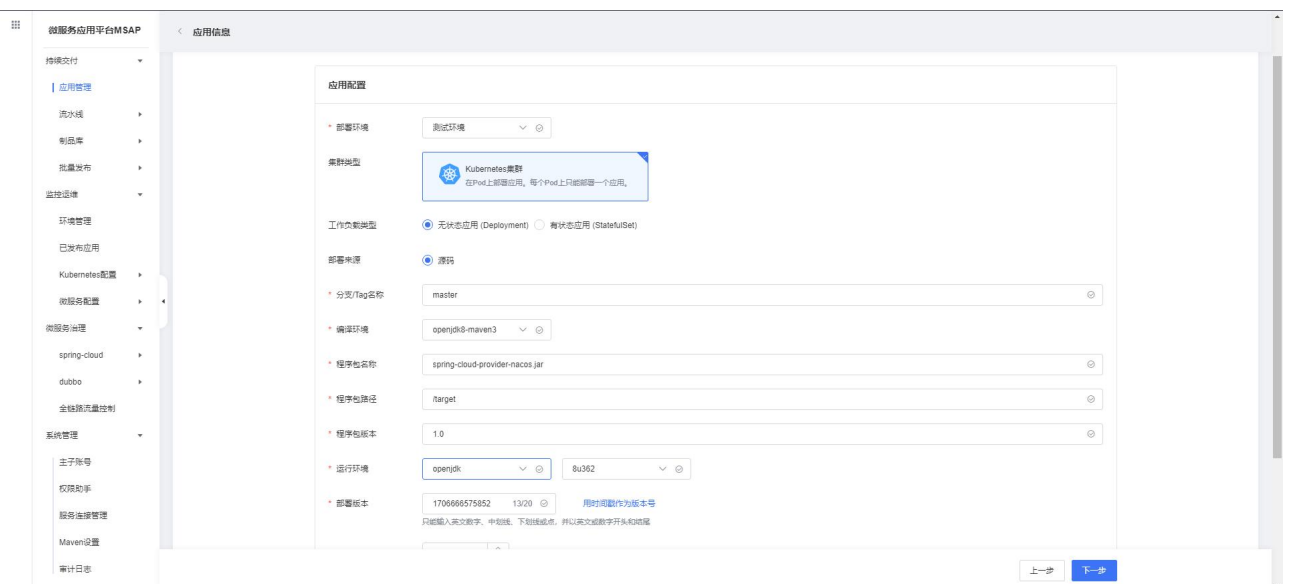 微服务应用平台MSAP
应用信息
持续交付
应用管理
流水线
制品库
批量发布
监控运维
环境管理
已发布应用
Kubernetes配置
微服务配置
微服务治理
spring-cloud
dubbo
全链路流量控制
系统管理
主子账号
权限助手
服务连接管理
Maven设置
审计日志
应用配置
* 部署环境 测试环境
集群类型 Kubernetes集群
在Pod上部署应用。每个Pod上只能部署一个应用。
工作负载类型 无状态应用 (Deployment) 有状态应用 (StatefulSet)
部署来源 源码
* 分支/Tag名称 master
* 编译环境 openjdk8-maven3
* 程序包名称 spring-cloud-provider-nacos.jar
* 程序包路径 /target
* 程序包版本 1.0
* 运行环境 openjdk 8u362
* 部署版本 1706666575852 13/20 用时间戳作为版本号
只能输入英文数字、中划线、下划线或点，并以英文或数字开头和结尾
上一步 下一步